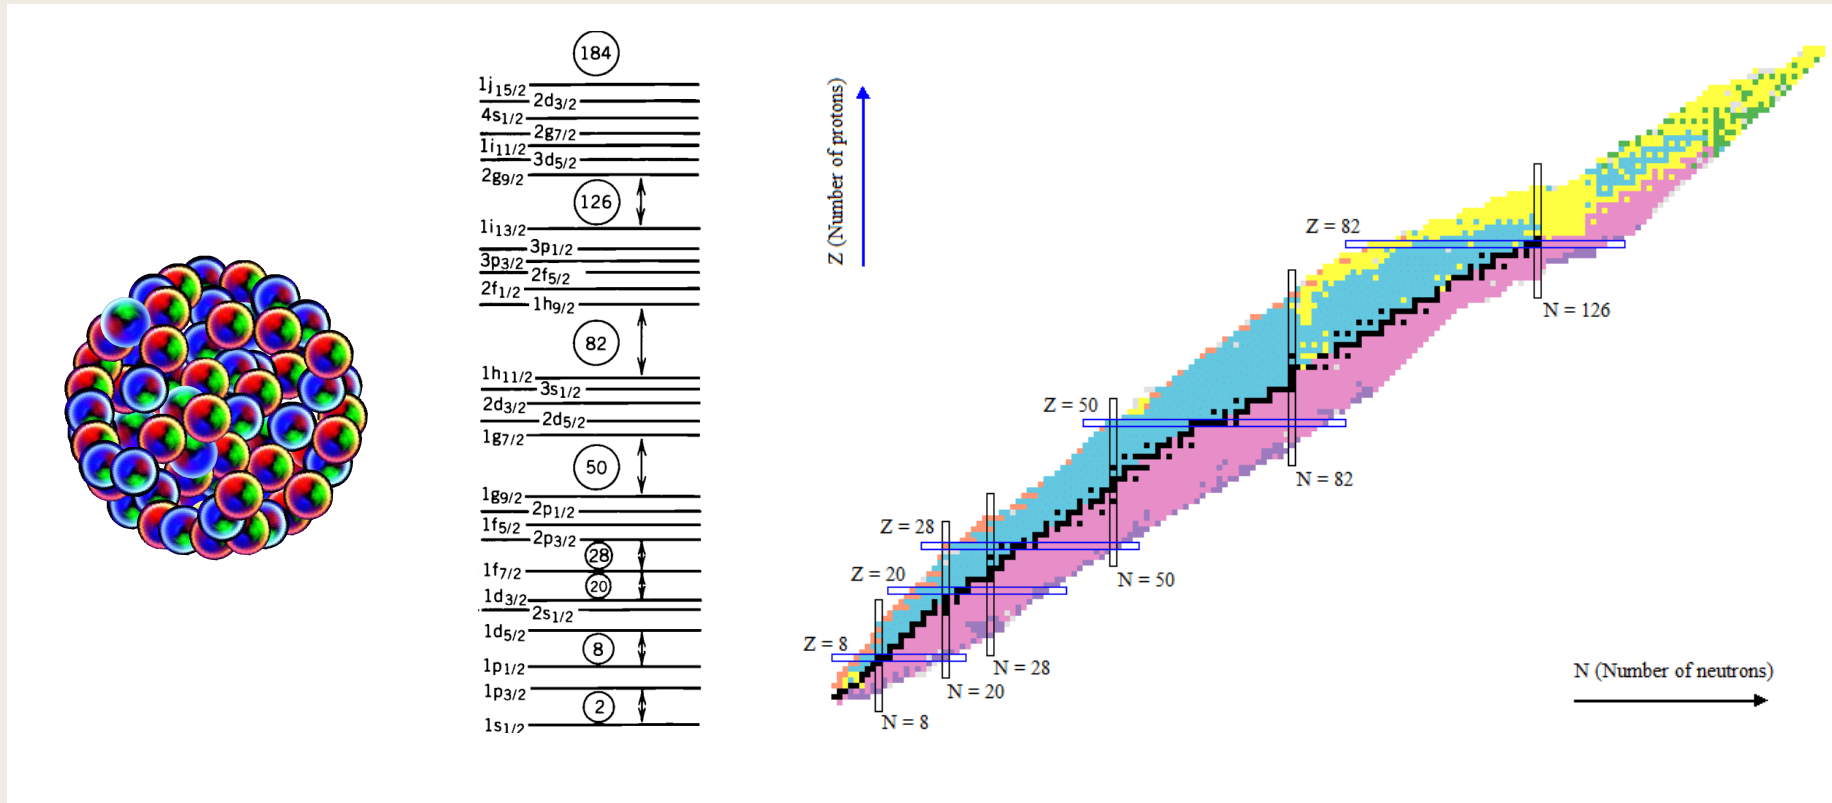 184
1j15/2
2d3/2
4s1/2
2g7/2
1i11/2
3d5/2
2g9/2
126
1i13/2
3p1/2
3p3/2
2f5/2
2f1/2
1h9/2
82
1h11/2
3s1/2
2d3/2
2d5/2
1g7/2
50
1g9/2
2p1/2
1f5/2
2p3/2
28
1f7/2
20
1d3/2
2s1/2
1d5/2
8
1p1/2
1p3/2
2
1s1/2
Z (Number of protons)
Z = 82
N = 126
Z = 50
N = 82
Z = 28
N = 50
Z = 20
N = 28
Z = 8
N = 20
N = 8
N (Number of neutrons)